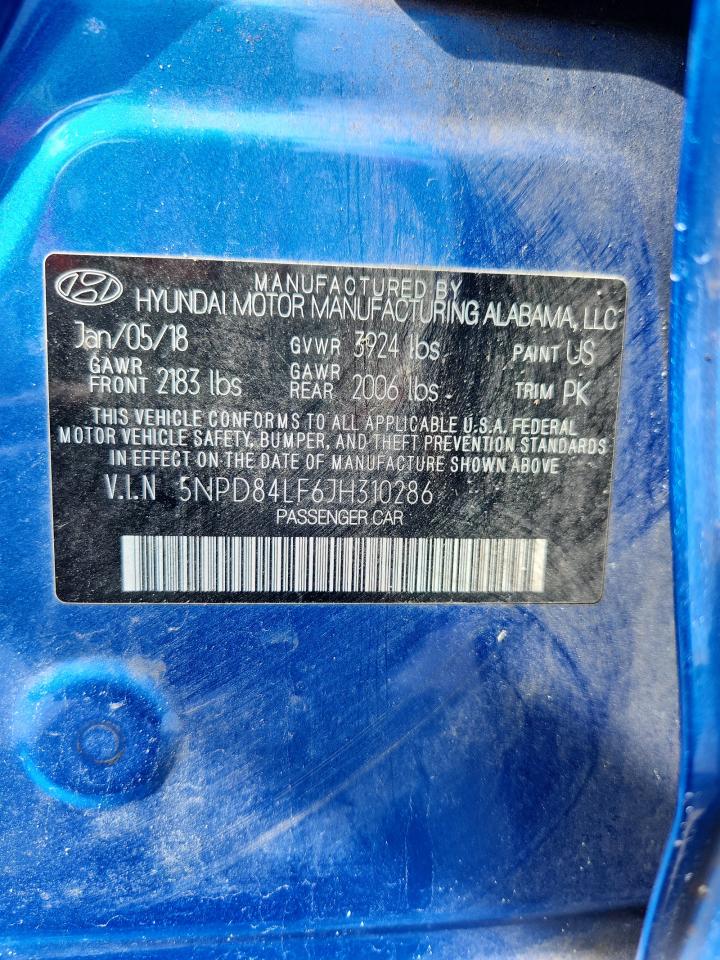 MANUFACTURED BY
HYUNDAI MOTOR MANUFACTURING ALABAMA, LLC
Jan/05/18 GVWR 3924 lbs PAINT US
GAWR FRONT 2183 lbs GAWR REAR 2006 lbs TRIM PK
THIS VEHICLE CONFORMS TO ALL APPLICABLE U.S.A. FEDERAL
MOTOR VEHICLE SAFETY, BUMPER, AND THEFT PREVENTION STANDARDS
IN EFFECT ON THE DATE OF MANUFACTURE SHOWN ABOVE
V.I.N 5NPD84LF6JH310286
PASSENGER CAR